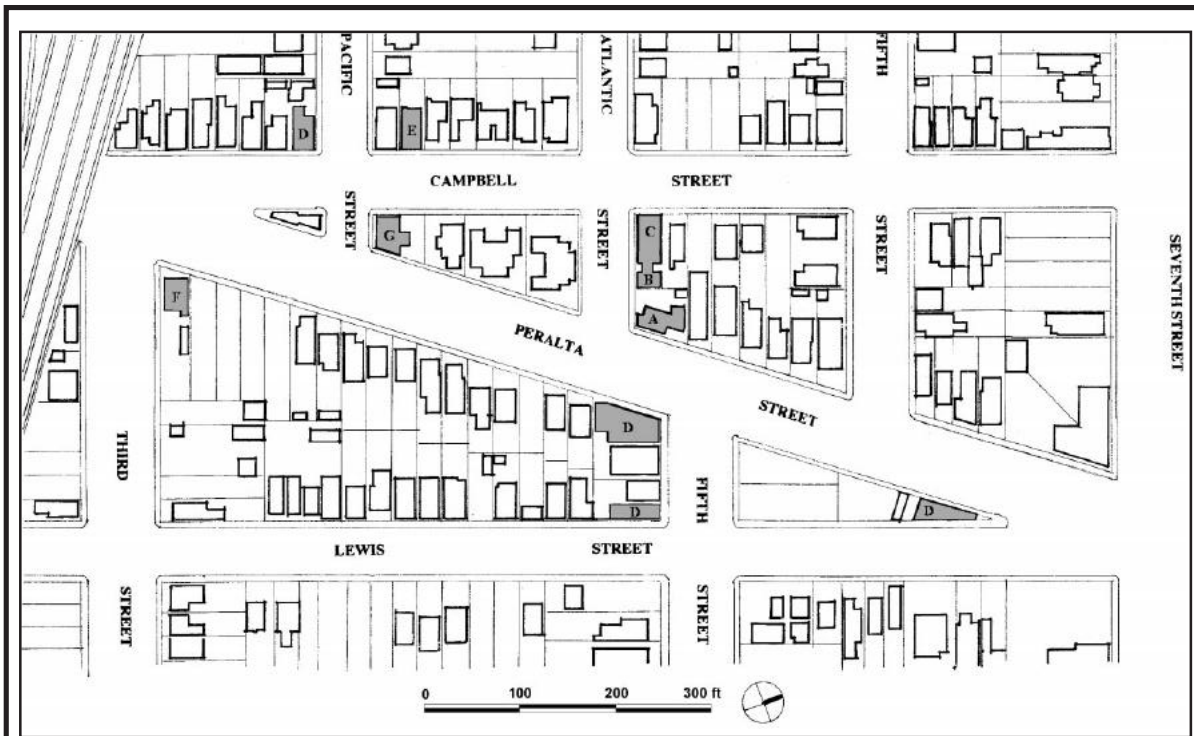 PACIFIC
ATLANTIC
FIFTH
D
E
CAMPBELL STREET
STREET
STREET
STREET
SEVENTH STREET
G
C
B
A
F
PERALTA
STREET
D
THIRD
FIFTH
D
D
LEWIS STREET
STREET
STREET
0 100 200 300 ft